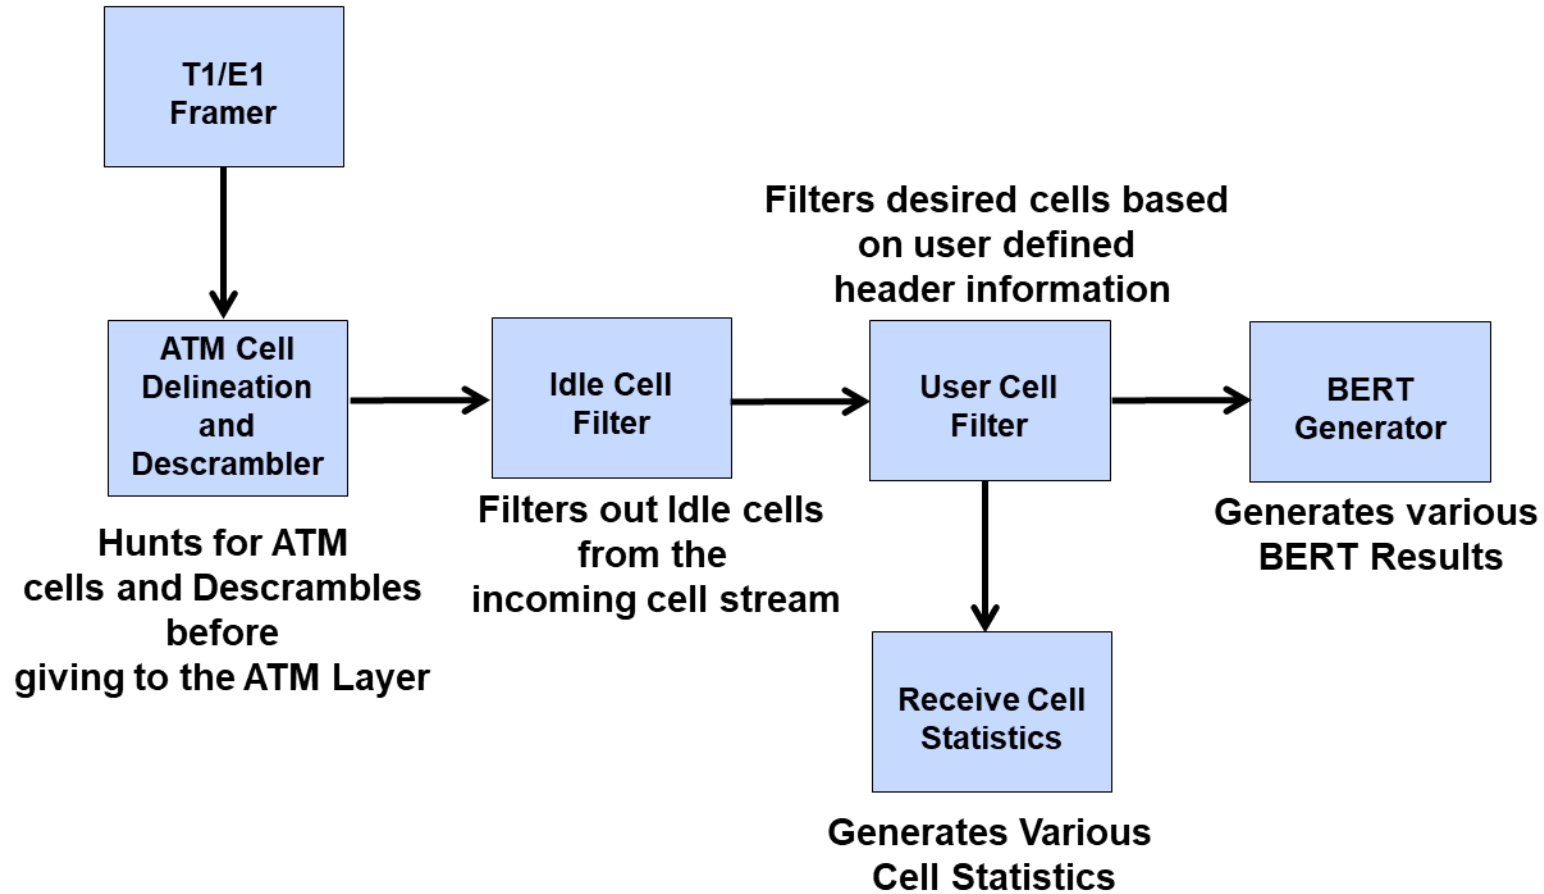 T1/E1
Framer
Filters desired cells based
on user defined
header information
ATM Cell
Delineation
and
Descrambler
Idle Cell
Filter
User Cell
Filter
BERT
Generator
Hunts for ATM
cells and Descrambles
before
giving to the ATM Layer
Filters out Idle cells
from the
incoming cell stream
Generates various
BERT Results
Receive Cell
Statistics
Generates Various
Cell Statistics